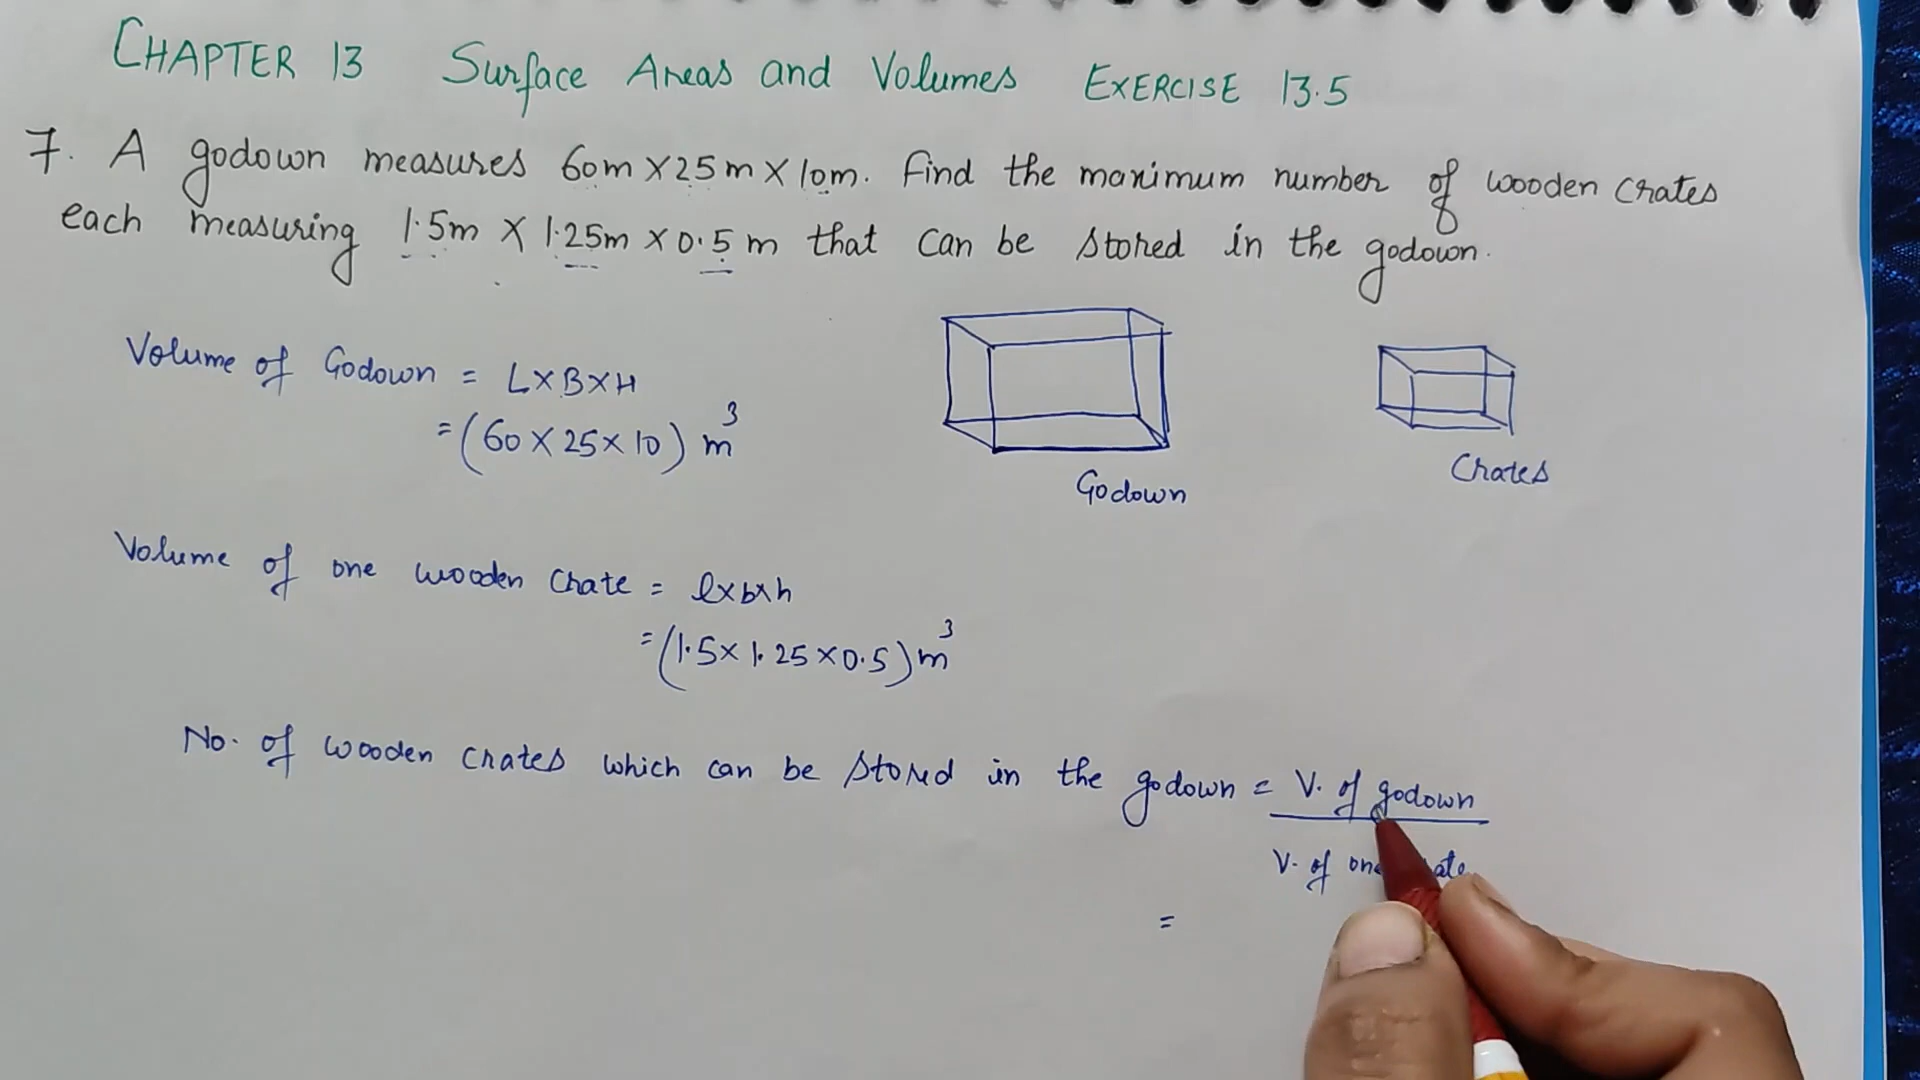 CHAPTER 13 Surface Areas and Volumes EXERCISE 13.5
7. A godown measures 60m X 25m X 10m. Find the maximum number of wooden crates
each measuring 1.5m X 1.25m X 0.5m that can be stored in the godown.
Volume of Godown = L X B X H
= (60 X 25 X 10) m³
Godown
Crates
Volume of one wooden crate = l x b x h
= (1.5 X 1.25 X 0.5) m³
No. of wooden crates which can be stored in the godown = V. of godown
V. of one
=